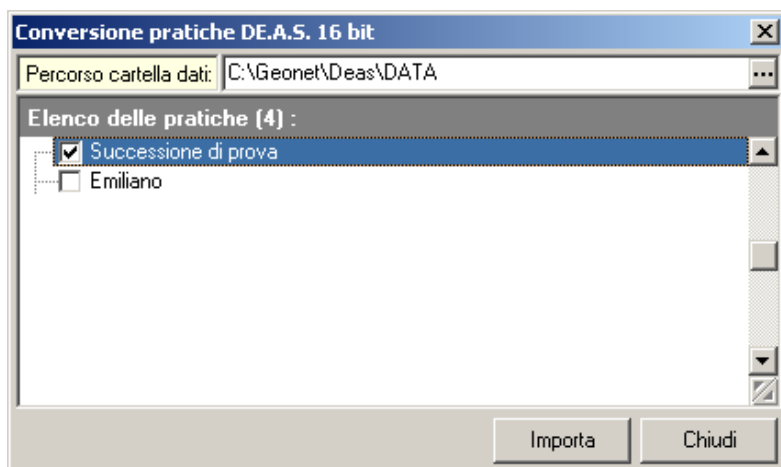 Conversione pratiche DE.A.S. 16 bit
Percorso cartella dati: C:\Geonet\Deas\DATA
Elenco delle pratiche (4) :
Successione di prova
Emiliano
Importa Chiudi